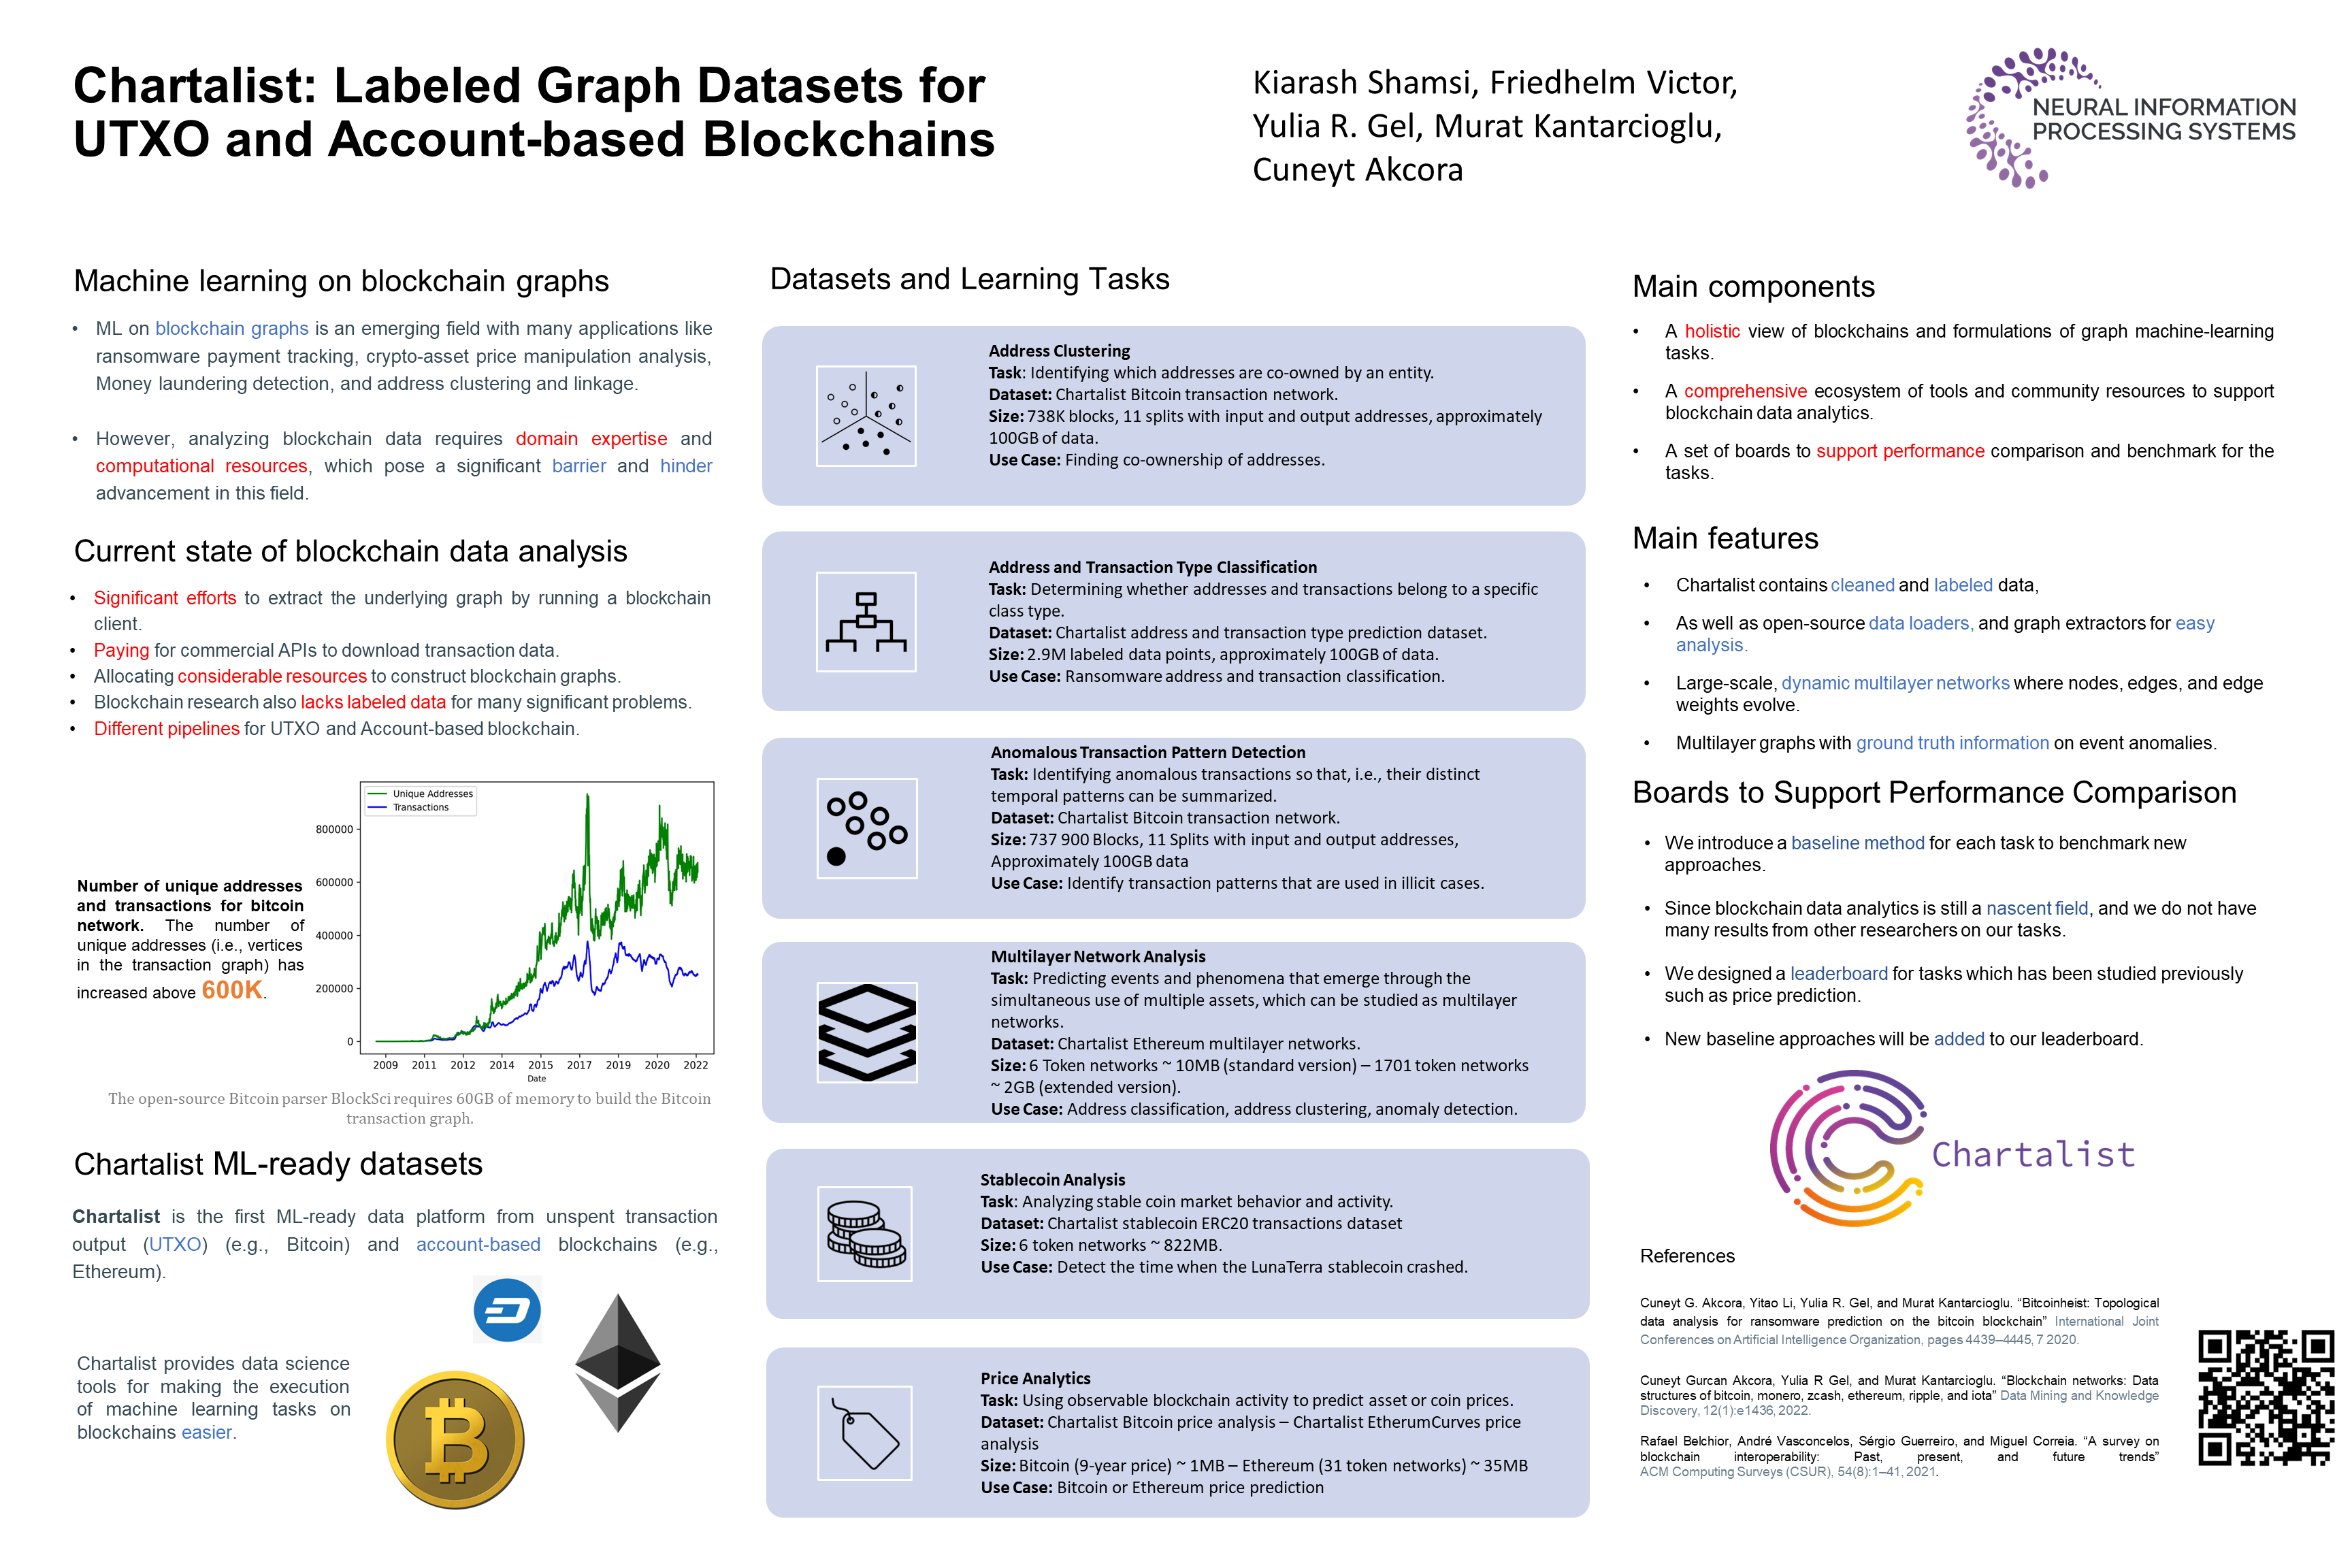 Chartalist: Labeled Graph Datasets for
UTXO and Account-based Blockchains
Kiarash Shamsi, Friedhelm Victor,
Yulia R. Gel, Murat Kantarcioglu,
Cuneyt Akcora
NEURAL INFORMATION
PROCESSING SYSTEMS
Machine learning on blockchain graphs
• ML on blockchain graphs is an emerging field with many applications like
ransomware payment tracking, crypto-asset price manipulation analysis,
Money laundering detection, and address clustering and linkage.
• However, analyzing blockchain data requires domain expertise and
computational resources, which pose a significant barrier and hinder
advancement in this field.
Current state of blockchain data analysis
• Significant efforts to extract the underlying graph by running a blockchain
client.
• Paying for commercial APIs to download transaction data.
• Allocating considerable resources to construct blockchain graphs.
• Blockchain research also lacks labeled data for many significant problems.
• Different pipelines for UTXO and Account-based blockchain.
Number of unique addresses
and transactions for bitcoin
network. The number of
unique addresses (i.e., vertices
in the transaction graph) has
increased above 600K.
Unique Addresses
Transactions
800000
600000
400000
200000
0
2009 2011 2012 2014 2015 2017 2019 2020 2022
Date
The open-source Bitcoin parser BlockSci requires 60GB of memory to build the Bitcoin
transaction graph.
Chartalist ML-ready datasets
Chartalist is the first ML-ready data platform from unspent transaction
output (UTXO) (e.g., Bitcoin) and account-based blockchains (e.g.,
Ethereum).
Chartalist provides data science
tools for making the execution
of machine learning tasks on
blockchains easier.
Datasets and Learning Tasks
Address Clustering
Task: Identifying which addresses are co-owned by an entity.
Dataset: Chartalist Bitcoin transaction network.
Size: 738K blocks, 11 splits with input and output addresses, approximately
100GB of data.
Use Case: Finding co-ownership of addresses.
Address and Transaction Type Classification
Task: Determining whether addresses and transactions belong to a specific
class type.
Dataset: Chartalist address and transaction type prediction dataset.
Size: 2.9M labeled data points, approximately 100GB of data.
Use Case: Ransomware address and transaction classification.
Anomalous Transaction Pattern Detection
Task: Identifying anomalous transactions so that, i.e., their distinct
temporal patterns can be summarized.
Dataset: Chartalist Bitcoin transaction network.
Size: 737 900 Blocks, 11 Splits with input and output addresses,
Approximately 100GB data
Use Case: Identify transaction patterns that are used in illicit cases.
Multilayer Network Analysis
Task: Predicting events and phenomena that emerge through the
simultaneous use of multiple assets, which can be studied as multilayer
networks.
Dataset: Chartalist Ethereum multilayer networks.
Size: 6 Token networks ~ 10MB (standard version) – 1701 token networks
~ 2GB (extended version).
Use Case: Address classification, address clustering, anomaly detection.
Stablecoin Analysis
Task: Analyzing stable coin market behavior and activity.
Dataset: Chartalist stablecoin ERC20 transactions dataset
Size: 6 token networks ~ 822MB.
Use Case: Detect the time when the LunaTerra stablecoin crashed.
Price Analytics
Task: Using observable blockchain activity to predict asset or coin prices.
Dataset: Chartalist Bitcoin price analysis – Chartalist EtherumCurves price
analysis
Size: Bitcoin (9-year price) ~ 1MB – Ethereum (31 token networks) ~ 35MB
Use Case: Bitcoin or Ethereum price prediction
Main components
• A holistic view of blockchains and formulations of graph machine-learning
tasks.
• A comprehensive ecosystem of tools and community resources to support
blockchain data analytics.
• A set of boards to support performance comparison and benchmark for the
tasks.
Main features
• Chartalist contains cleaned and labeled data,
• As well as open-source data loaders, and graph extractors for easy
analysis.
• Large-scale, dynamic multilayer networks where nodes, edges, and edge
weights evolve.
• Multilayer graphs with ground truth information on event anomalies.
Boards to Support Performance Comparison
• We introduce a baseline method for each task to benchmark new
approaches.
• Since blockchain data analytics is still a nascent field, and we do not have
many results from other researchers on our tasks.
• We designed a leaderboard for tasks which has been studied previously
such as price prediction.
• New baseline approaches will be added to our leaderboard.
Chartalist
References
Cuneyt G. Akcora, Yitao Li, Yulia R. Gel, and Murat Kantarcioglu. “Bitcoinheist: Topological
data analysis for ransomware prediction on the bitcoin blockchain” International Joint
Conferences on Artificial Intelligence Organization, pages 4439–4445, 7 2020.
Cuneyt Gurcan Akcora, Yulia R Gel, and Murat Kantarcioglu. “Blockchain networks: Data
structures of bitcoin, monero, zcash, ethereum, ripple, and iota” Data Mining and Knowledge
Discovery, 12(1):e1436, 2022.
Rafael Belchior, André Vasconcelos, Sérgio Guerreiro, and Miguel Correia. “A survey on
blockchain interoperability: Past, present, and future trends”
ACM Computing Surveys (CSUR), 54(8):1–41, 2021.